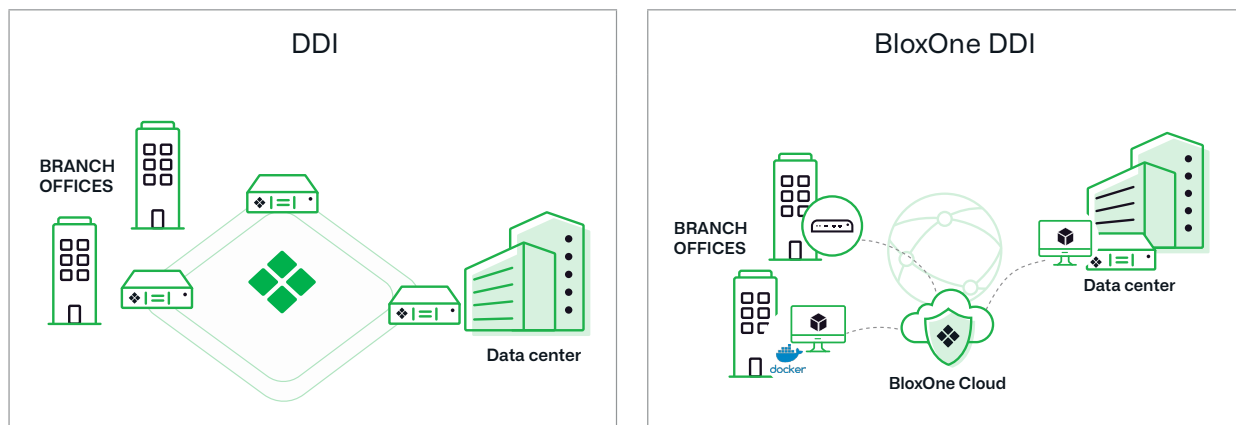 DDI
BRANCH
OFFICES
Data center
BloxOne DDI
BRANCH
OFFICES
Data center
docker
BloxOne Cloud